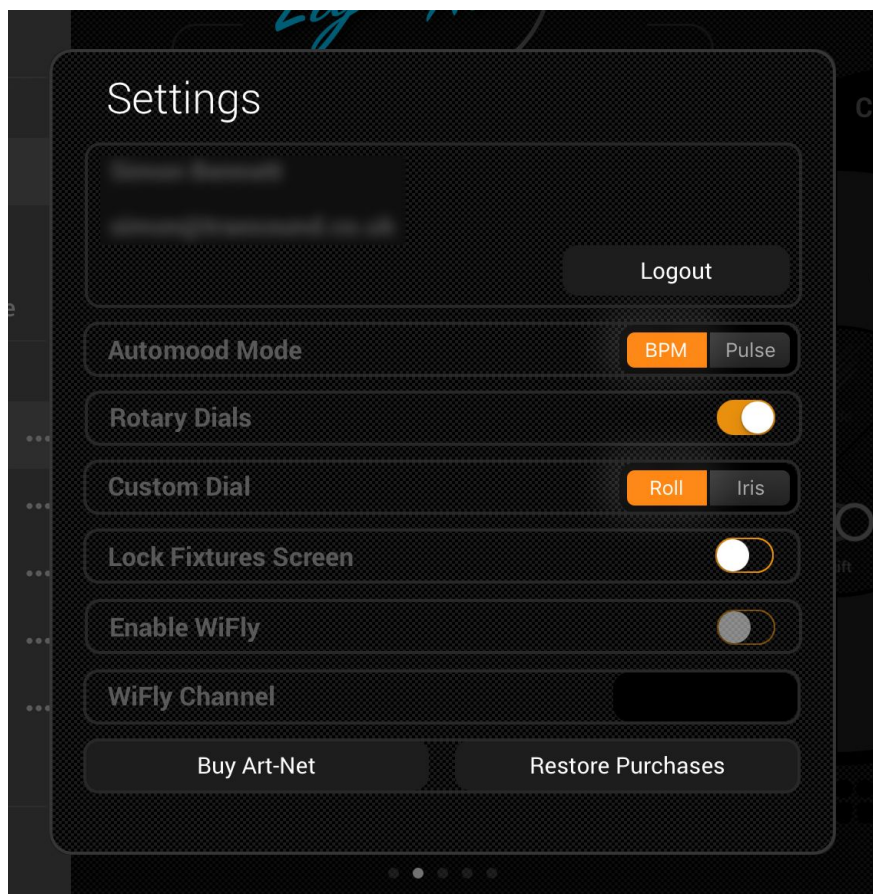 Settings
Logout
Automood Mode
BPM Pulse
Rotary Dials
Custom Dial
Roll Iris
Lock Fixtures Screen
Enable WiFly
WiFly Channel
Buy Art-Net Restore Purchases